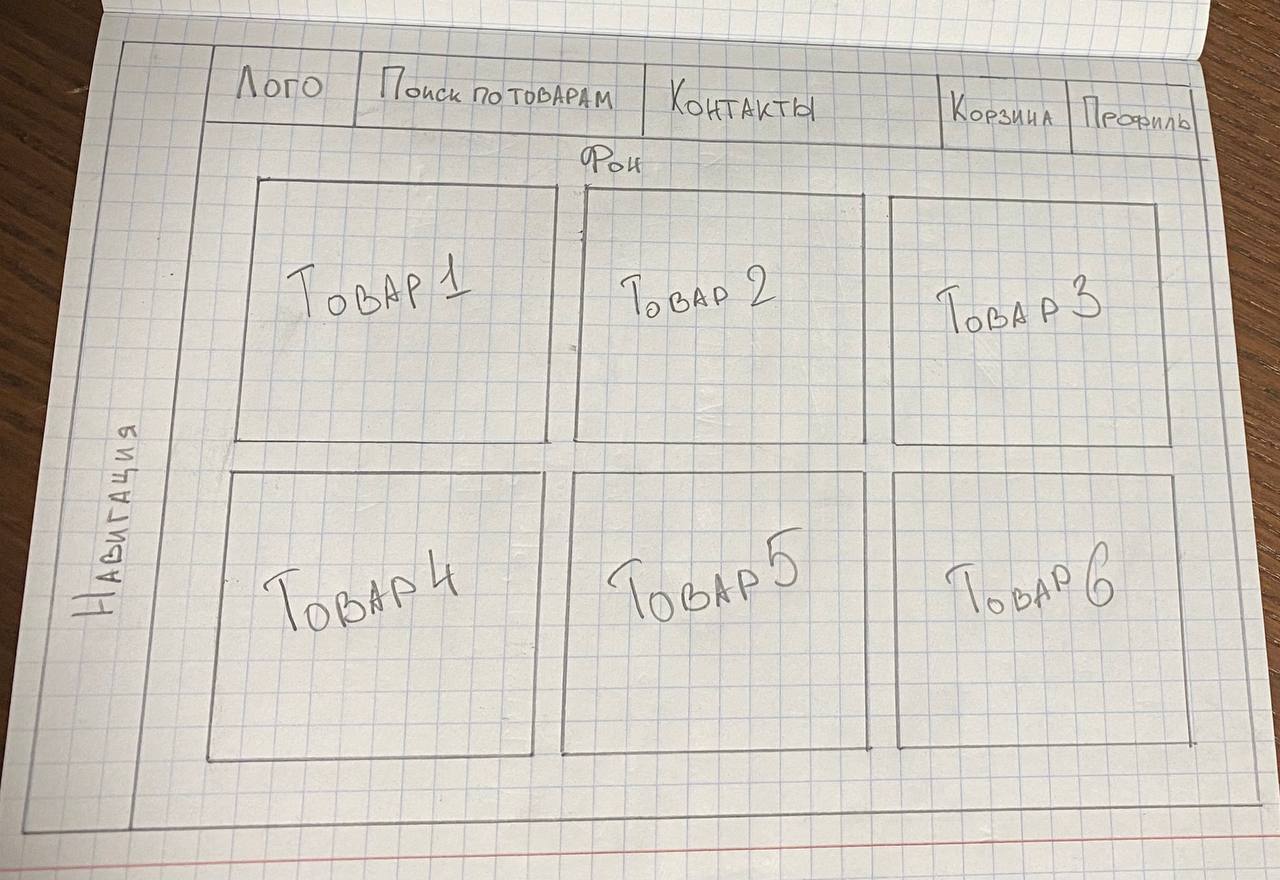 Лого
Поиск по товарам
Контакты
Корзина
Профиль
Фон
Навигация
Товар 1
Товар 2
Товар 3
Товар 4
Товар 5
Товар 6